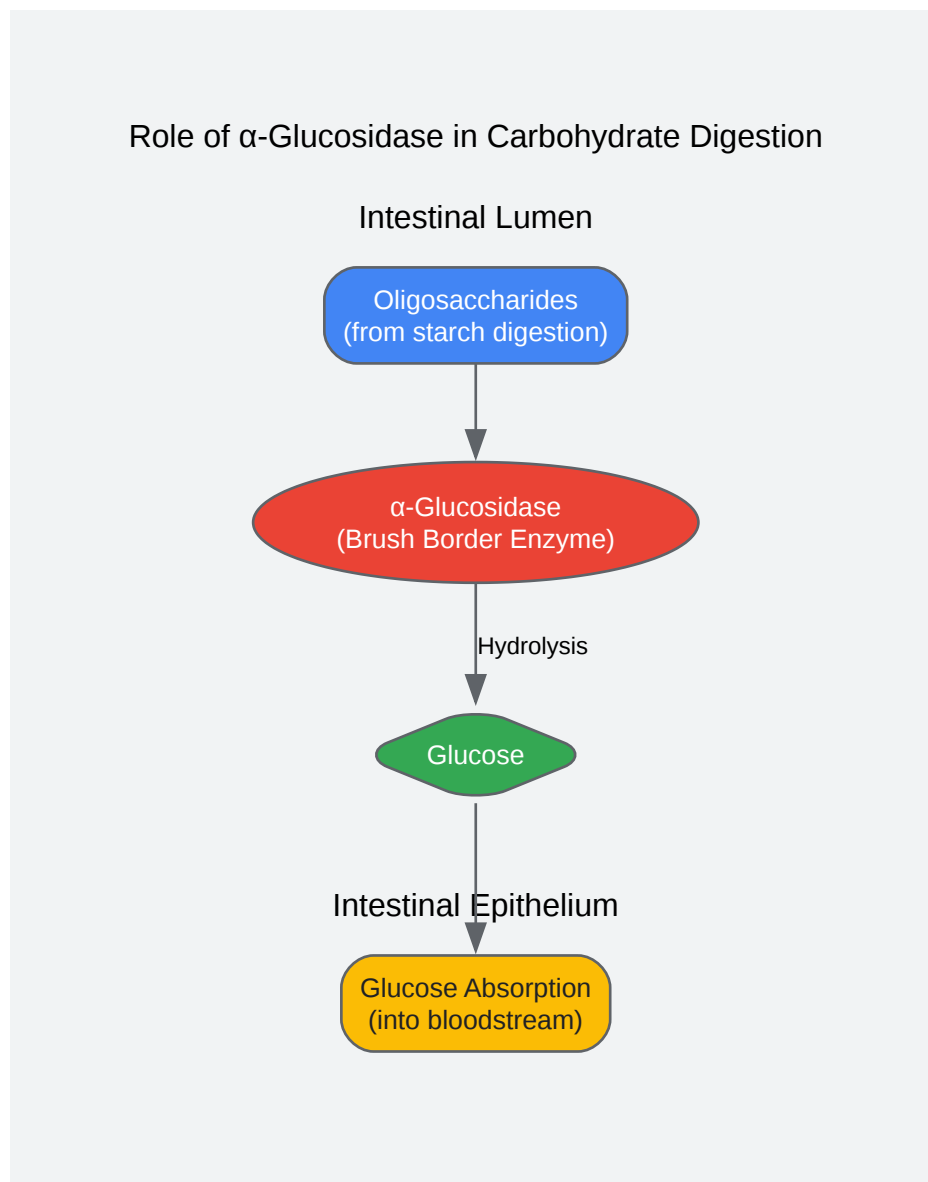 Role of α-Glucosidase in Carbohydrate Digestion
Intestinal Lumen
Oligosaccharides
(from starch digestion)
α-Glucosidase
(Brush Border Enzyme)
Hydrolysis
Glucose
Intestinal Epithelium
Glucose Absorption
(into bloodstream)